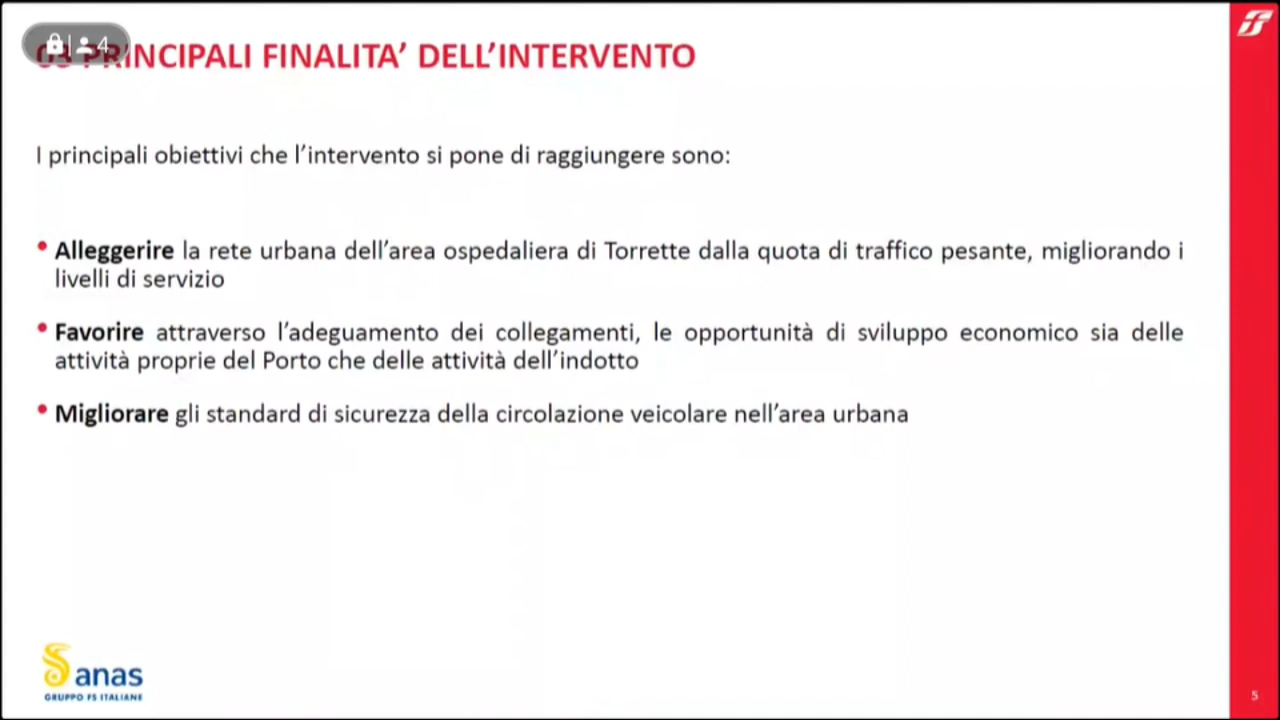 4
03 PRINCIPALI FINALITA’ DELL’INTERVENTO
I principali obiettivi che l’intervento si pone di raggiungere sono:
• Alleggerire la rete urbana dell’area ospedaliera di Torrette dalla quota di traffico pesante, migliorando i
livelli di servizio
• Favorire attraverso l’adeguamento dei collegamenti, le opportunità di sviluppo economico sia delle
attività proprie del Porto che delle attività dell’indotto
• Migliorare gli standard di sicurezza della circolazione veicolare nell’area urbana
anas
GRUPPO FS ITALIANE
5